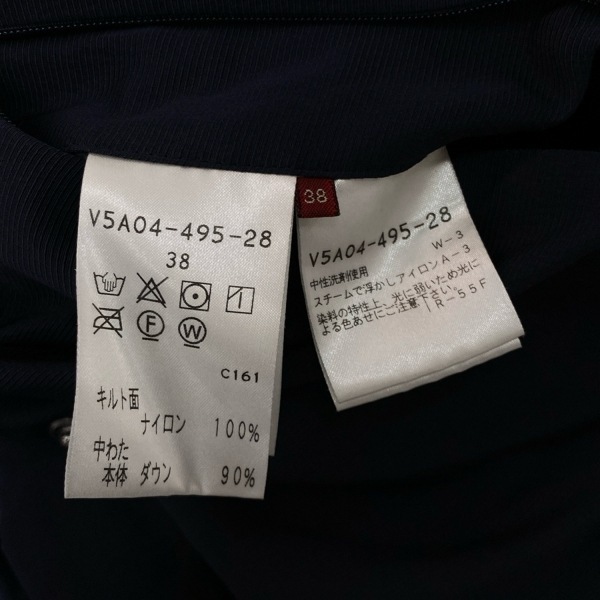 V5A04-495-28
38
F W
C161
キルト面
ナイロン 100%
中わた
本体 ダウン 90%
38
V5A04-495-28
W-3
中性洗剤使用
スチームで浮かしアイロンA-3
染料の特性上、光に弱いため光に
よる色あせにご注意下さい。
R-55F